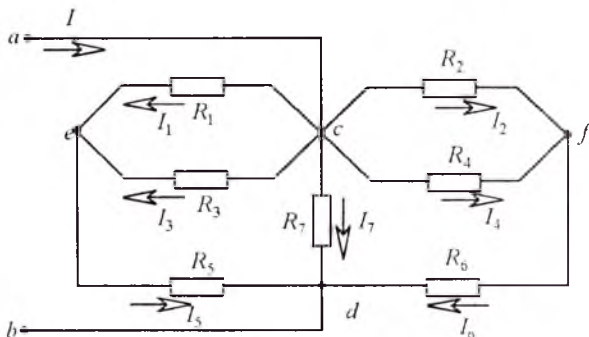 I
a
R₂
I₁ R₁
e c I₂ f
R₄
I₃ R₃
R₇ I₇ I₄
R₅ R₆
I₅ d
b I₆